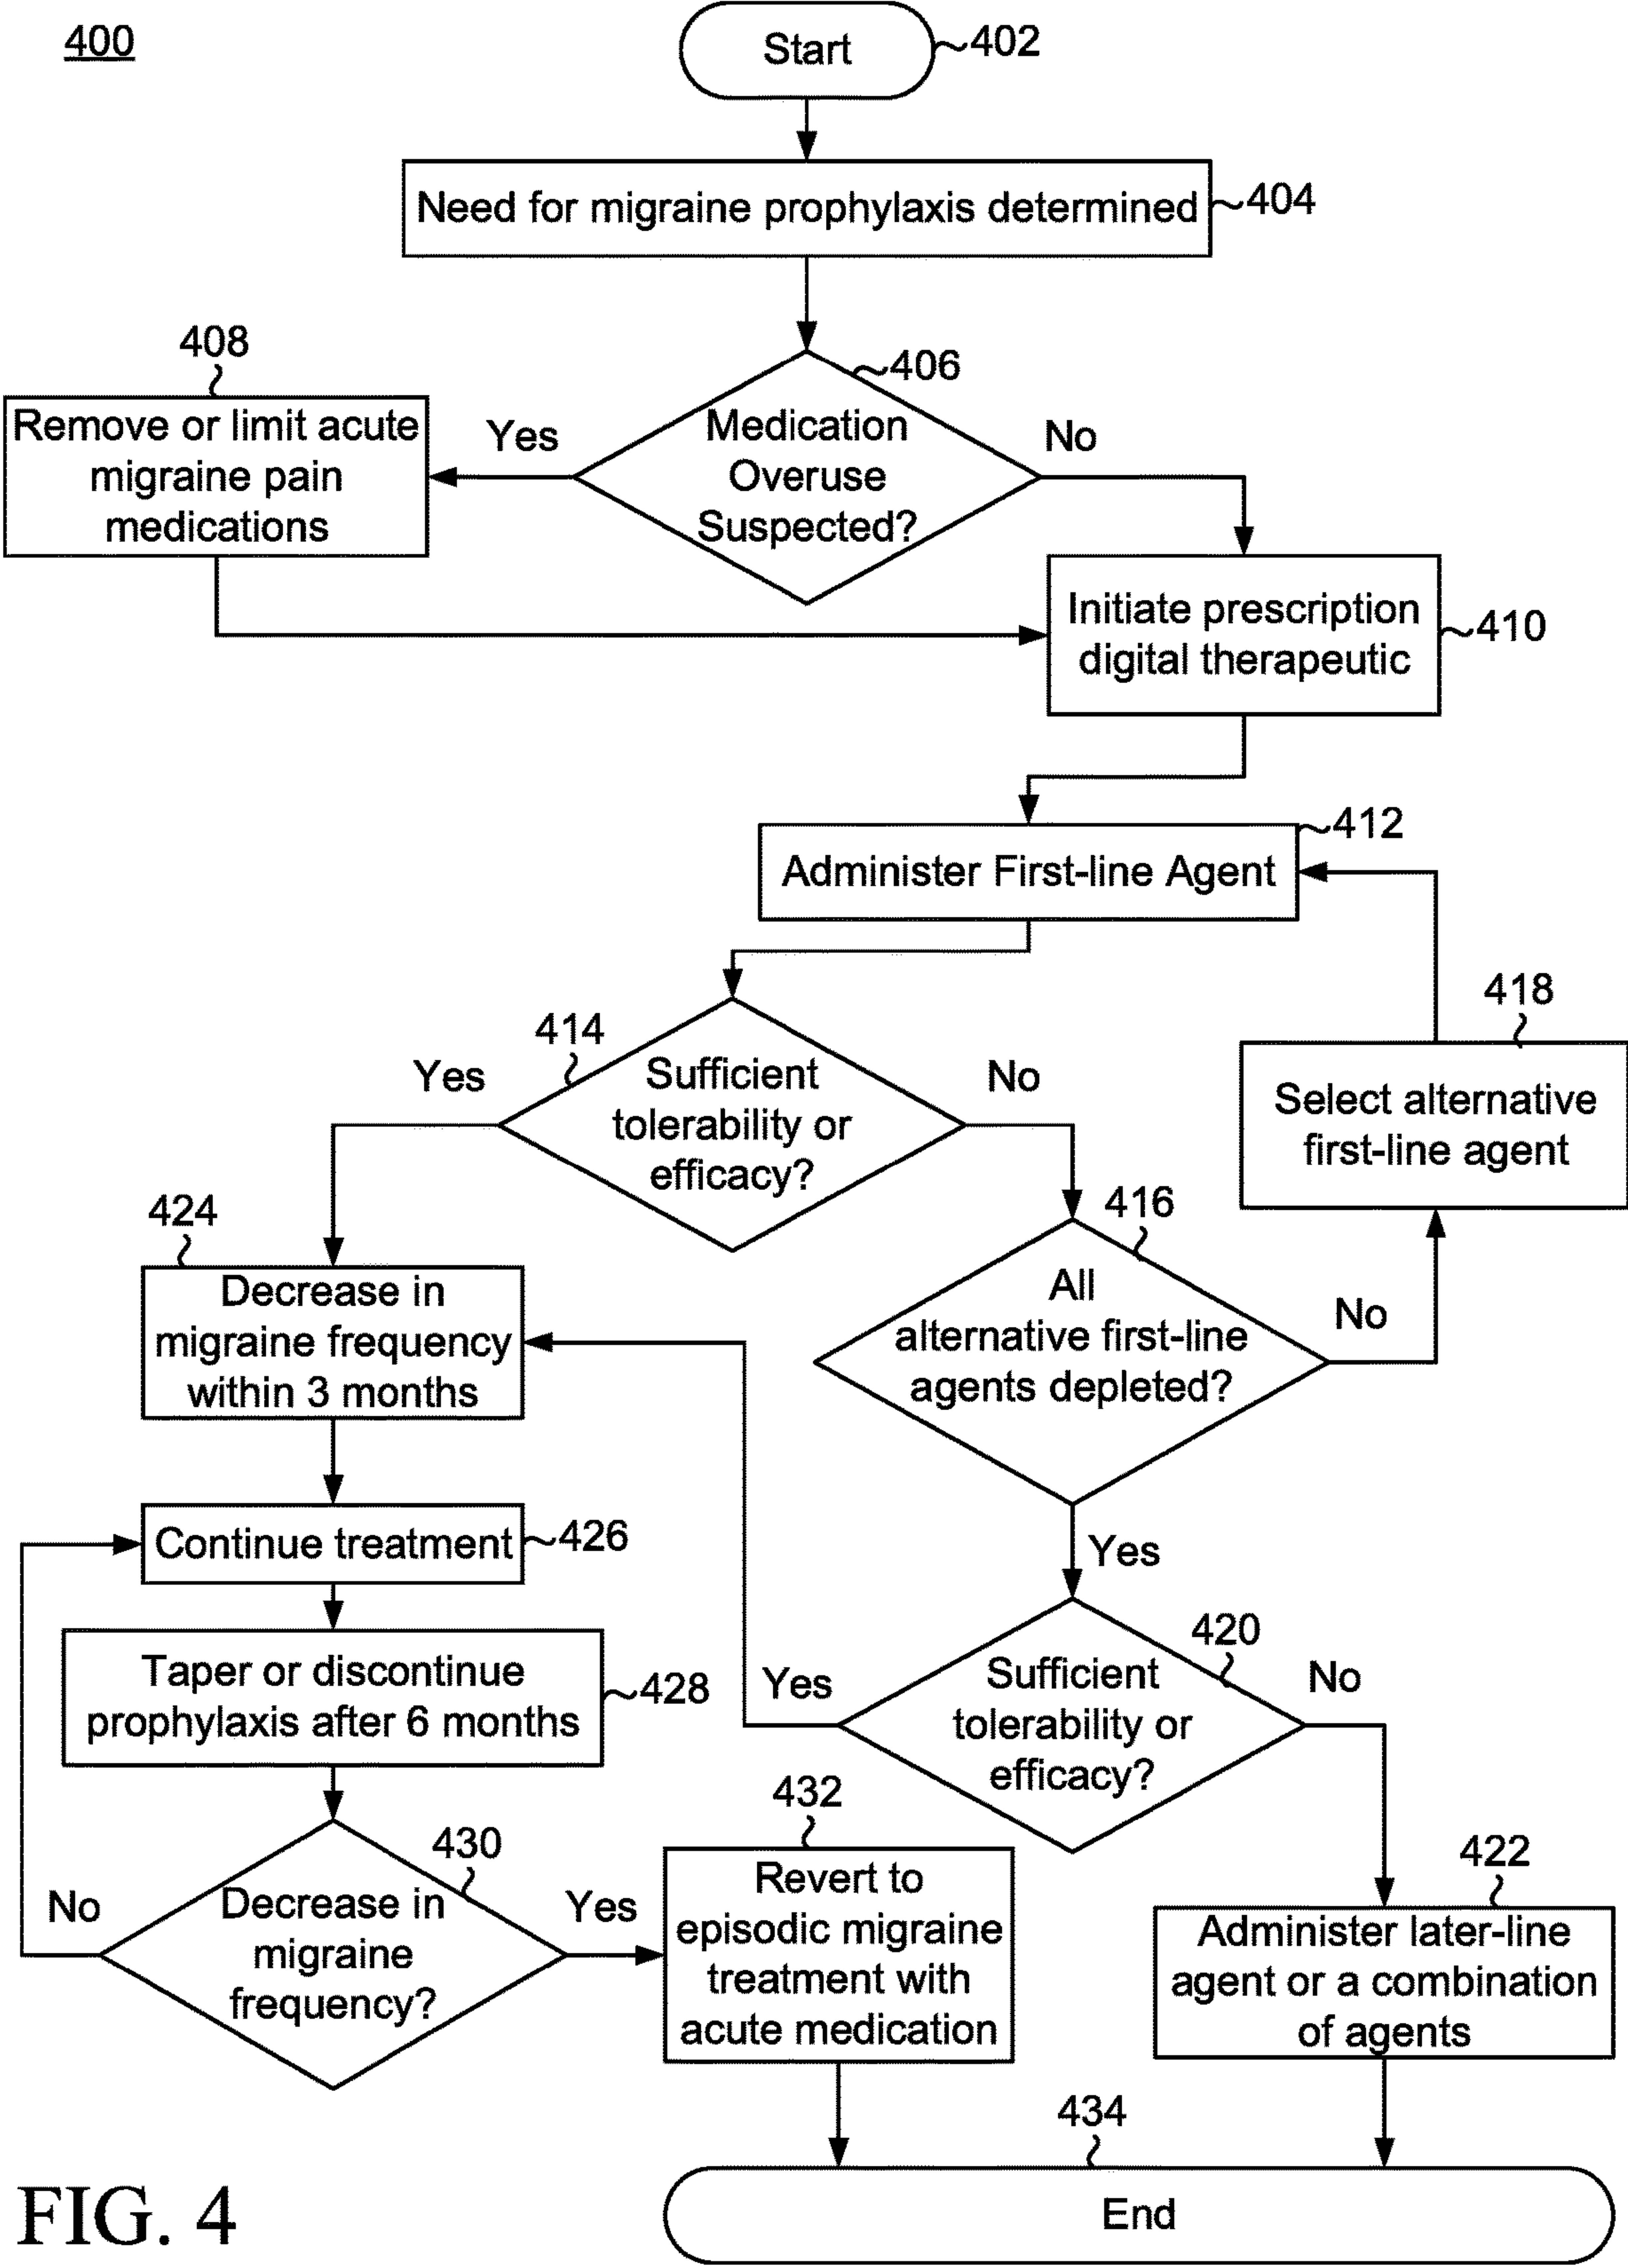 400
Start
402
Need for migraine prophylaxis determined
404
408
406
Remove or limit acute
migraine pain
medications
Yes
Medication
Overuse
Suspected?
No
Initiate prescription
digital therapeutic
410
412
Administer First-line Agent
418
414
Yes
Sufficient
tolerability or
efficacy?
No
Select alternative
first-line agent
424
416
Decrease in
migraine frequency
within 3 months
All
alternative first-line
agents depleted?
No
Continue treatment
426
Yes
420
Taper or discontinue
prophylaxis after 6 months
428
Yes
Sufficient
tolerability or
efficacy?
No
432
430
No
Decrease in
migraine
frequency?
Yes
Revert to
episodic migraine
treatment with
acute medication
422
Administer later-line
agent or a combination
of agents
434
End
FIG. 4